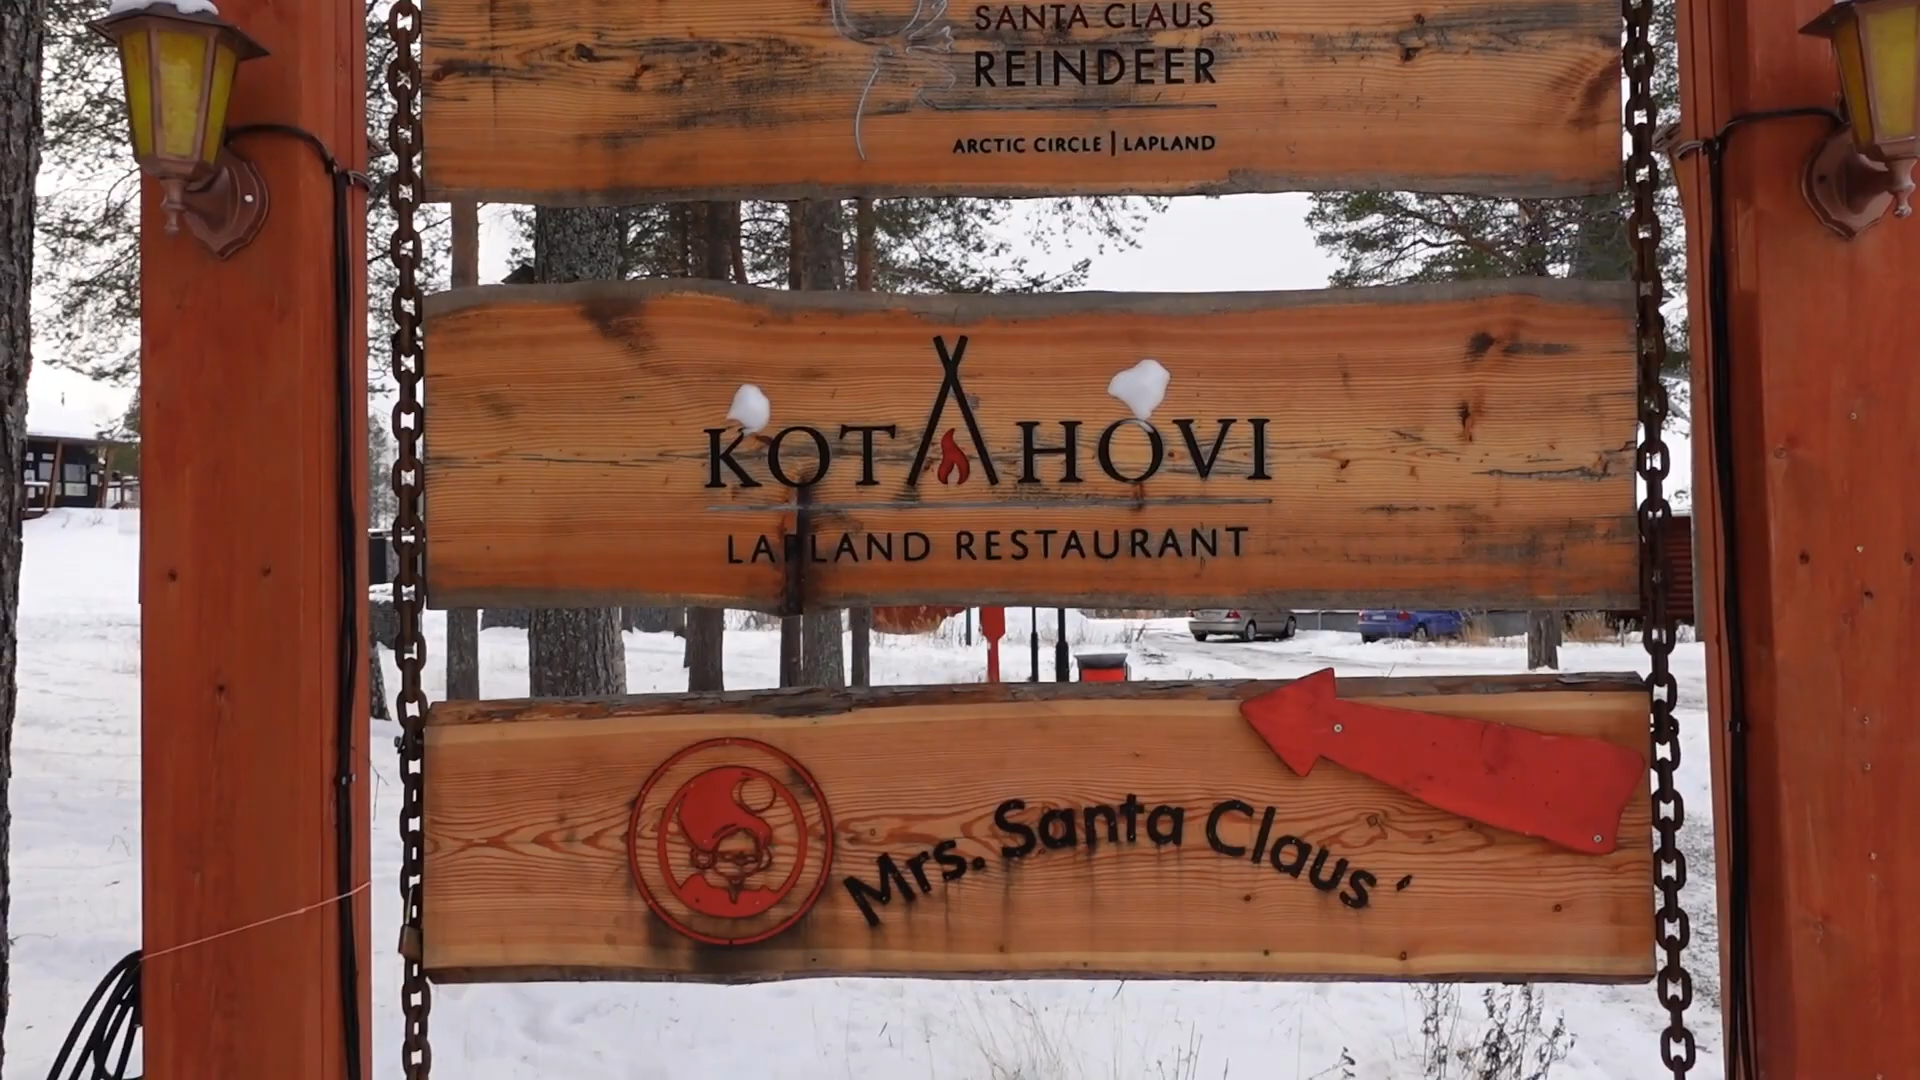 SANTA CLAUS
REINDEER
ARCTIC CIRCLE | LAPLAND
KOTAHOVI
LAPLAND RESTAURANT
Mrs. Santa Claus'